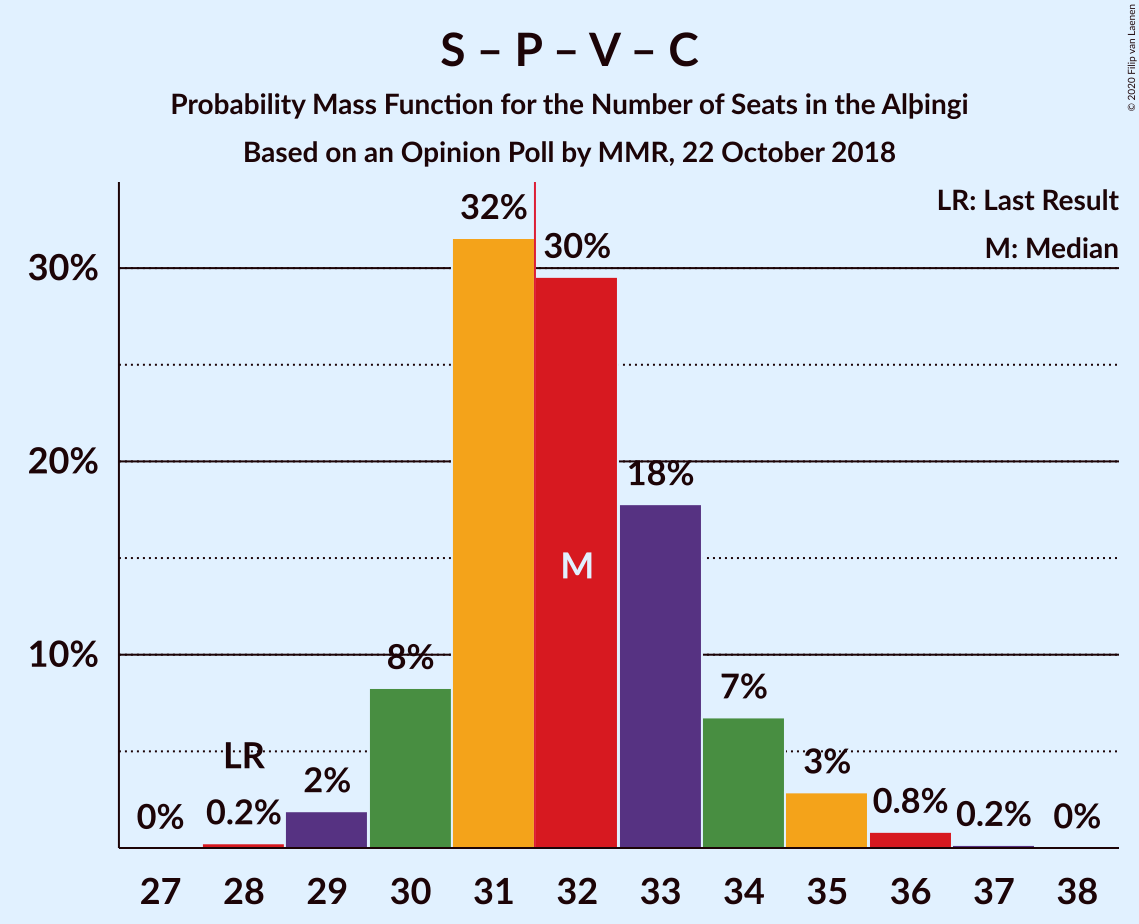 S – P – V – C
Probability Mass Function for the Number of Seats in the Alþingi
Based on an Opinion Poll by MMR, 22 October 2018
© 2020 Filip van Laenen
LR: Last Result
M: Median
30%
20%
10%
0%
LR
0.2%
2%
8%
32%
30%
M
18%
7%
3%
0.8%
0.2%
0%
27 28 29 30 31 32 33 34 35 36 37 38